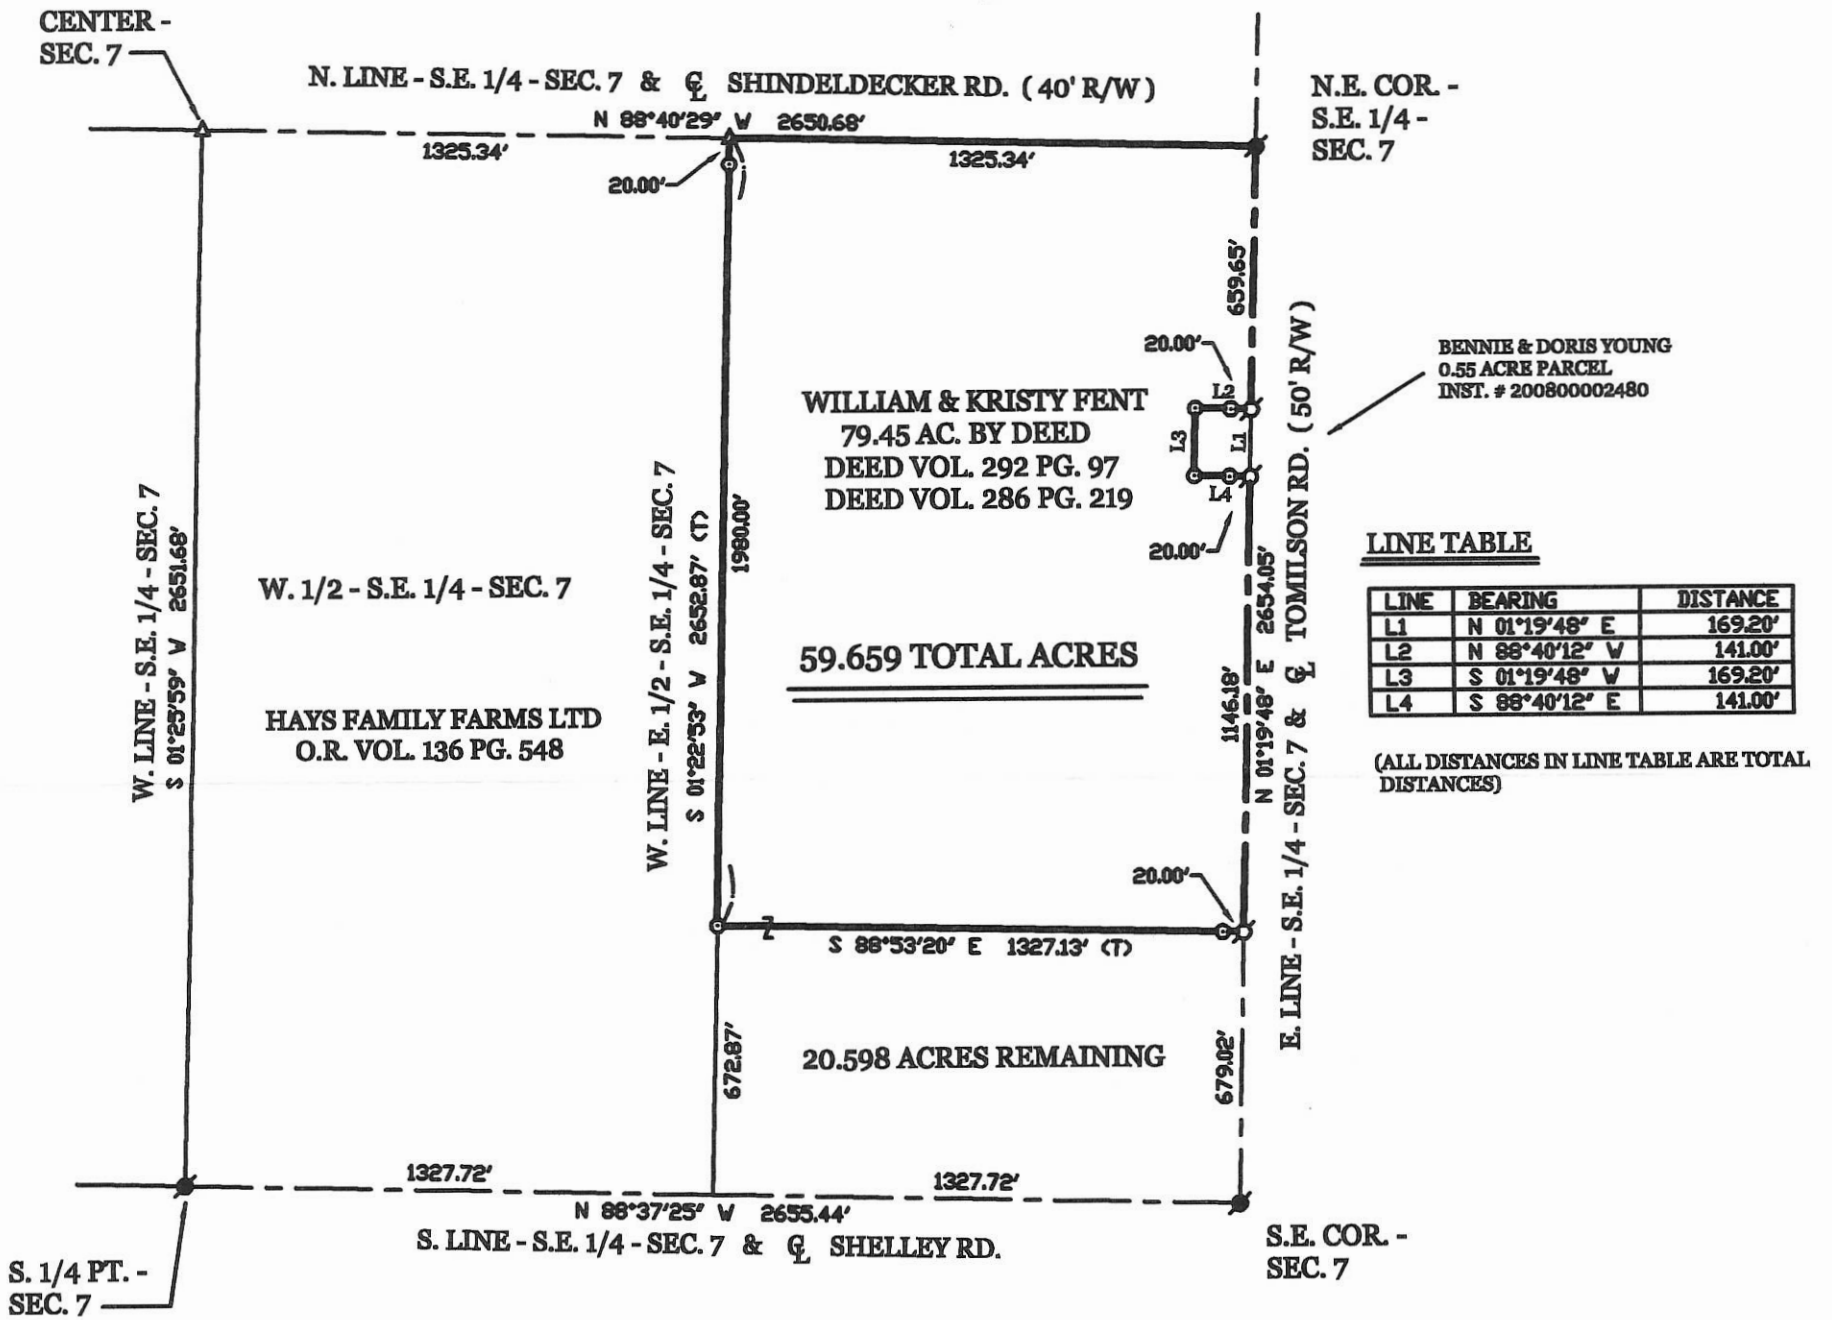 CENTER -
SEC. 7
N. LINE - S.E. 1/4 - SEC. 7 & ℄ SHINDELDECKER RD. ( 40' R/W )
N 88°40'29" W 2650.68'
1325.34'
1325.34'
20.00'
N.E. COR. -
S.E. 1/4 -
SEC. 7
659.65'
20.00'
L2
L3
L1
L4
20.00'
BENNIE & DORIS YOUNG
0.55 ACRE PARCEL
INST. # 200800002480
WILLIAM & KRISTY FENT
79.45 AC. BY DEED
DEED VOL. 292 PG. 97
DEED VOL. 286 PG. 219
W. LINE - S.E. 1/4 - SEC. 7
S 01°25'59" W 2651.68'
W. 1/2 - S.E. 1/4 - SEC. 7
HAYS FAMILY FARMS LTD
O.R. VOL. 136 PG. 548
W. LINE - E. 1/2 - S.E. 1/4 - SEC. 7
S 01°22'53" W 2652.87' (T)
1980.00'
59.659 TOTAL ACRES
1146.18'
N 01°19'48" E 2654.05'
E. LINE - S.E. 1/4 - SEC. 7 & ℄ TOMILSON RD. ( 50' R/W )
LINE TABLE
LINE BEARING DISTANCE
L1 N 01°19'48" E 169.20'
L2 N 88°40'12" W 141.00'
L3 S 01°19'48" W 169.20'
L4 S 88°40'12" E 141.00'
(ALL DISTANCES IN LINE TABLE ARE TOTAL
DISTANCES)
20.00'
S 88°53'20" E 1327.13' (T)
672.87'
20.598 ACRES REMAINING
679.02'
1327.72'
1327.72'
N 88°37'25" W 2655.44'
S. LINE - S.E. 1/4 - SEC. 7 & ℄ SHELLEY RD.
S. 1/4 PT. -
SEC. 7
S.E. COR. -
SEC. 7